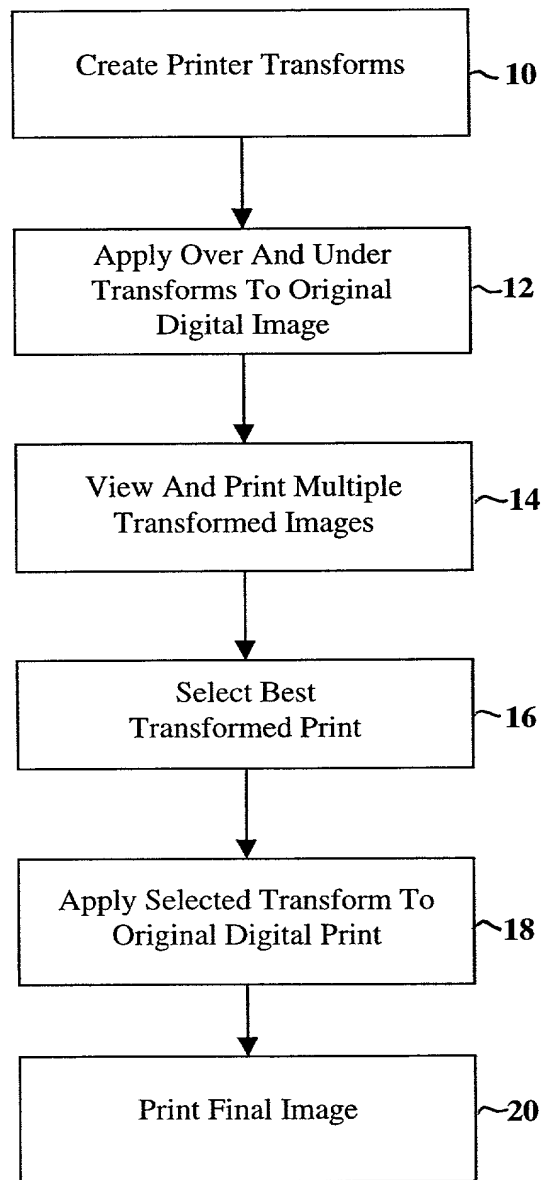 Create Printer Transforms
10
Apply Over And Under
Transforms To Original
Digital Image
12
View And Print Multiple
Transformed Images
14
Select Best
Transformed Print
16
Apply Selected Transform To
Original Digital Print
18
Print Final Image
20